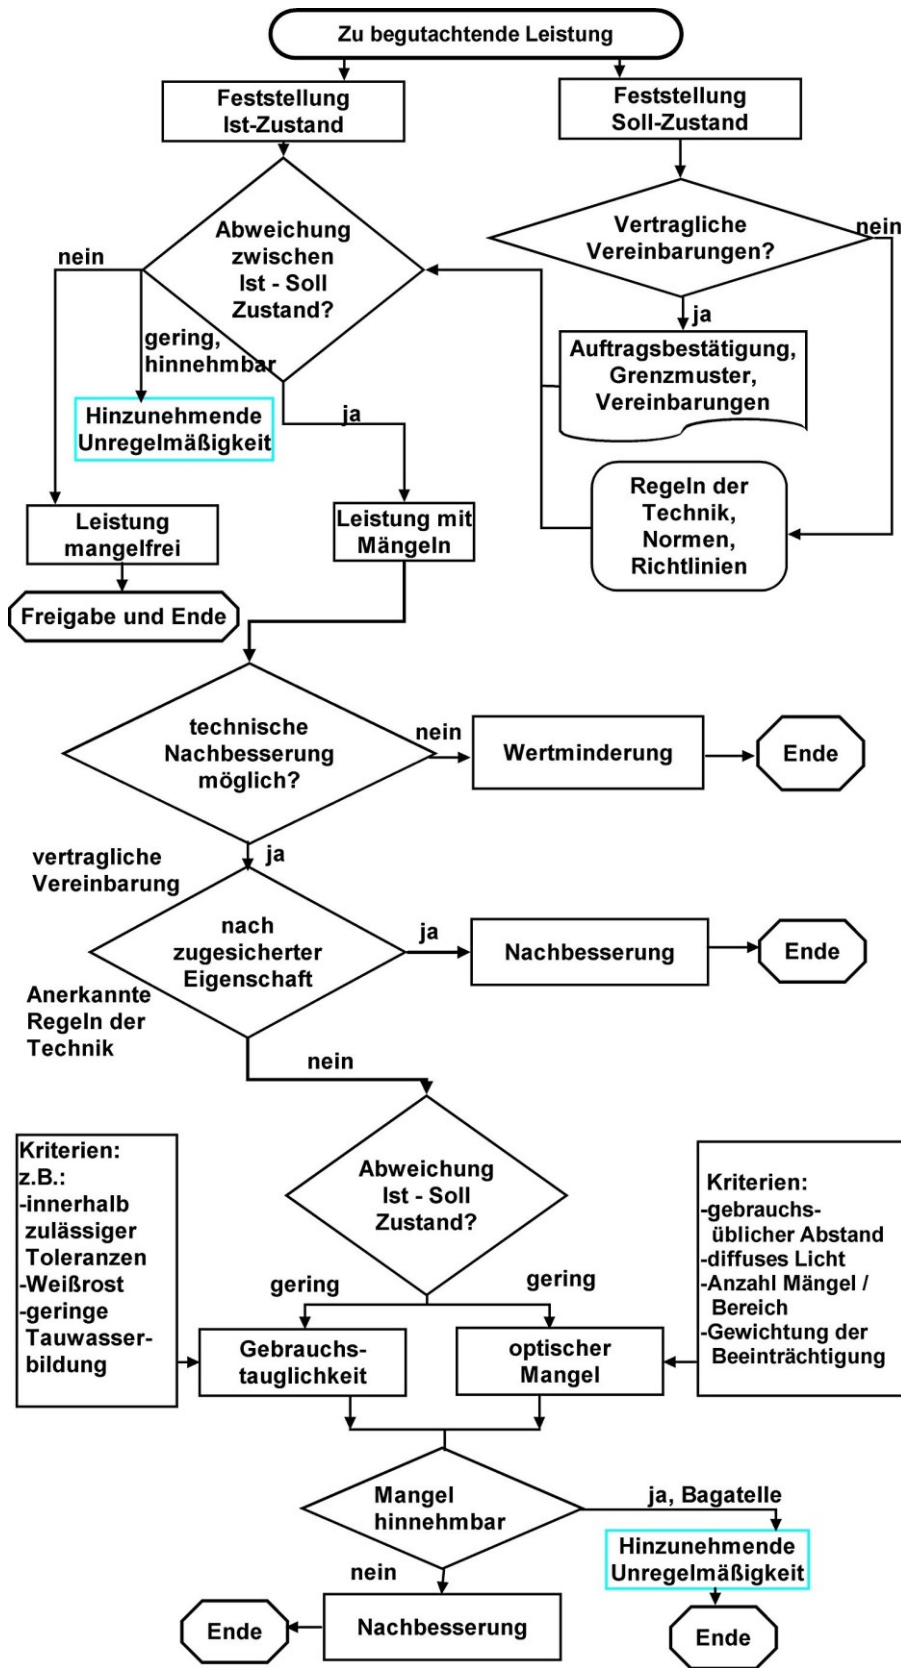 Zu begutachtende Leistung
Feststellung
Ist-Zustand
Feststellung
Soll-Zustand
Abweichung
zwischen
Ist - Soll
Zustand?
nein
gering,
hinnehmbar
ja
Vertragliche
Vereinbarungen?
nein
ja
Auftragsbestätigung,
Grenzmuster,
Vereinbarungen
Hinzunehmende
Unregelmäßigkeit
Regeln der
Technik,
Normen,
Richtlinien
Leistung
mangelfrei
Leistung mit
Mängeln
Freigabe und Ende
technische
Nachbesserung
möglich?
nein
Wertminderung
Ende
ja
vertragliche
Vereinbarung
nach
zugesicherter
Eigenschaft
ja
Nachbesserung
Ende
Anerkannte
Regeln der
Technik
nein
Abweichung
Ist - Soll
Zustand?
Kriterien:
z.B.:
-innerhalb
zulässiger
Toleranzen
-Weißrost
-geringe
Tauwasser-
bildung
Kriterien:
-gebrauchs-
üblicher Abstand
-diffuses Licht
-Anzahl Mängel /
Bereich
-Gewichtung der
Beeinträchtigung
gering
gering
Gebrauchs-
tauglichkeit
optischer
Mangel
Mangel
hinnehmbar
ja, Bagatelle
Hinzunehmende
Unregelmäßigkeit
nein
Nachbesserung
Ende
Ende